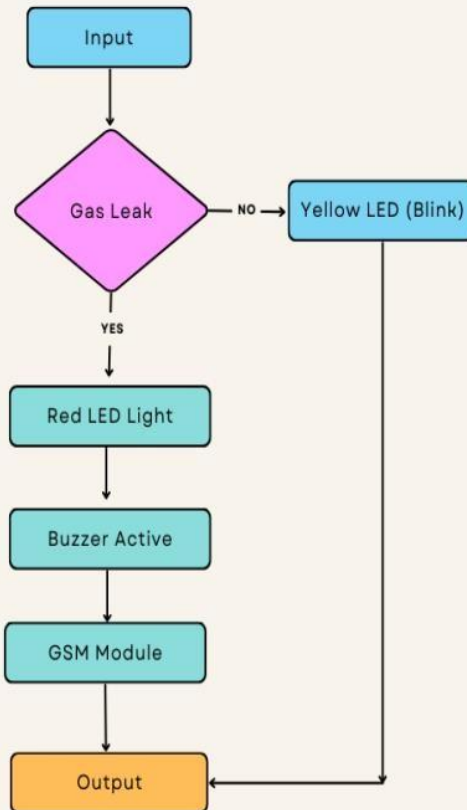 Input
Gas Leak
NO
Yellow LED (Blink)
YES
Red LED Light
Buzzer Active
GSM Module
Output